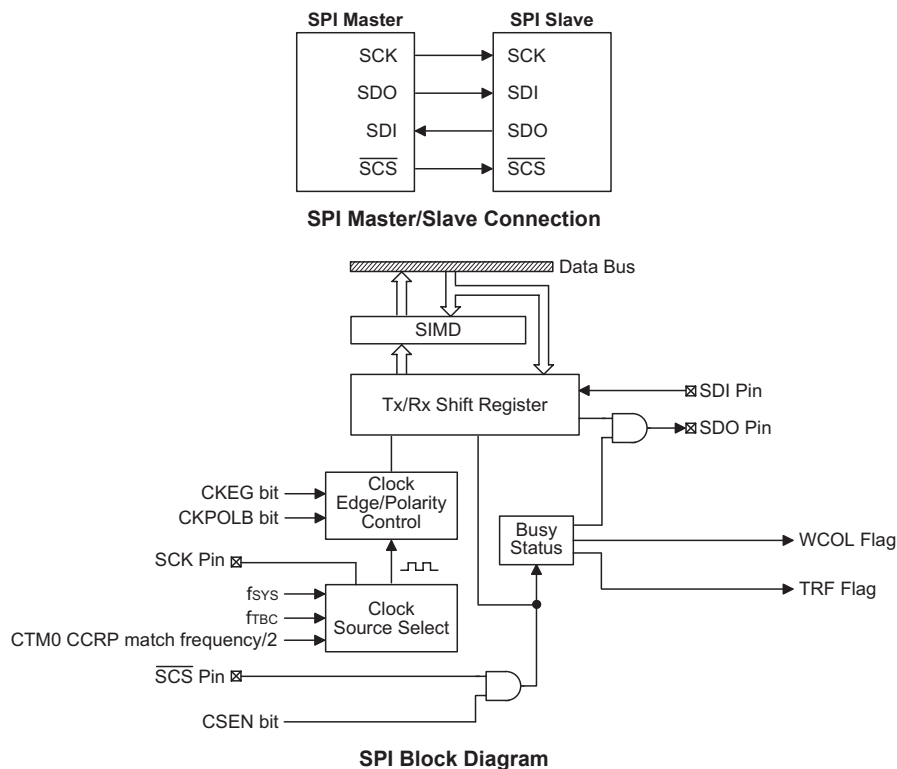 SPI Master SPI Slave
SCK SCK
SDO SDI
SDI SDO
SCS SCS
SPI Master/Slave Connection
Data Bus
SIMD
Tx/Rx Shift Register
SDI Pin
SDO Pin
CKEG bit
CKPOLB bit
Clock
Edge/Polarity
Control
Busy
Status
WCOL Flag
TRF Flag
SCK Pin
fSYS
fTBC
CTM0 CCRP match frequency/2
Clock
Source Select
SCS Pin
CSEN bit
SPI Block Diagram